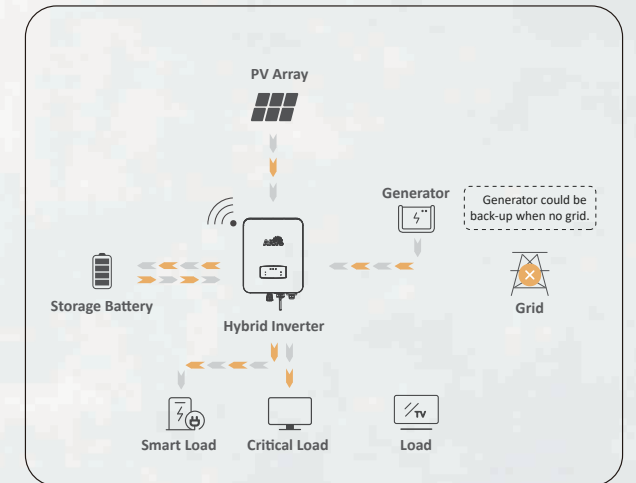 PV Array
Generator
Generator could be
back-up when no grid.
Storage Battery
Hybrid Inverter
Grid
Smart Load
Critical Load
TV
Load